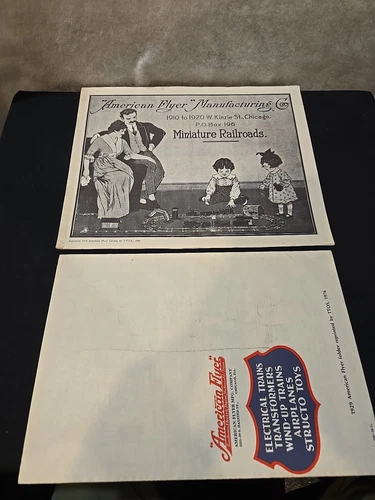 "American Flyer" Manufacturing Co
1910 to 1920 W. Kinzie St., Chicago.
P.O. Box 196
Miniature Railroads.
"American Flyer"
AMERICAN FLYER MFG. COMPANY
ELECTRICAL TRAINS
TRANSFORMERS
WIND-UP TRAINS
AIRPLANES
STRUCTO TOYS
1929 American Flyer folder reprinted by TTOS, 1976